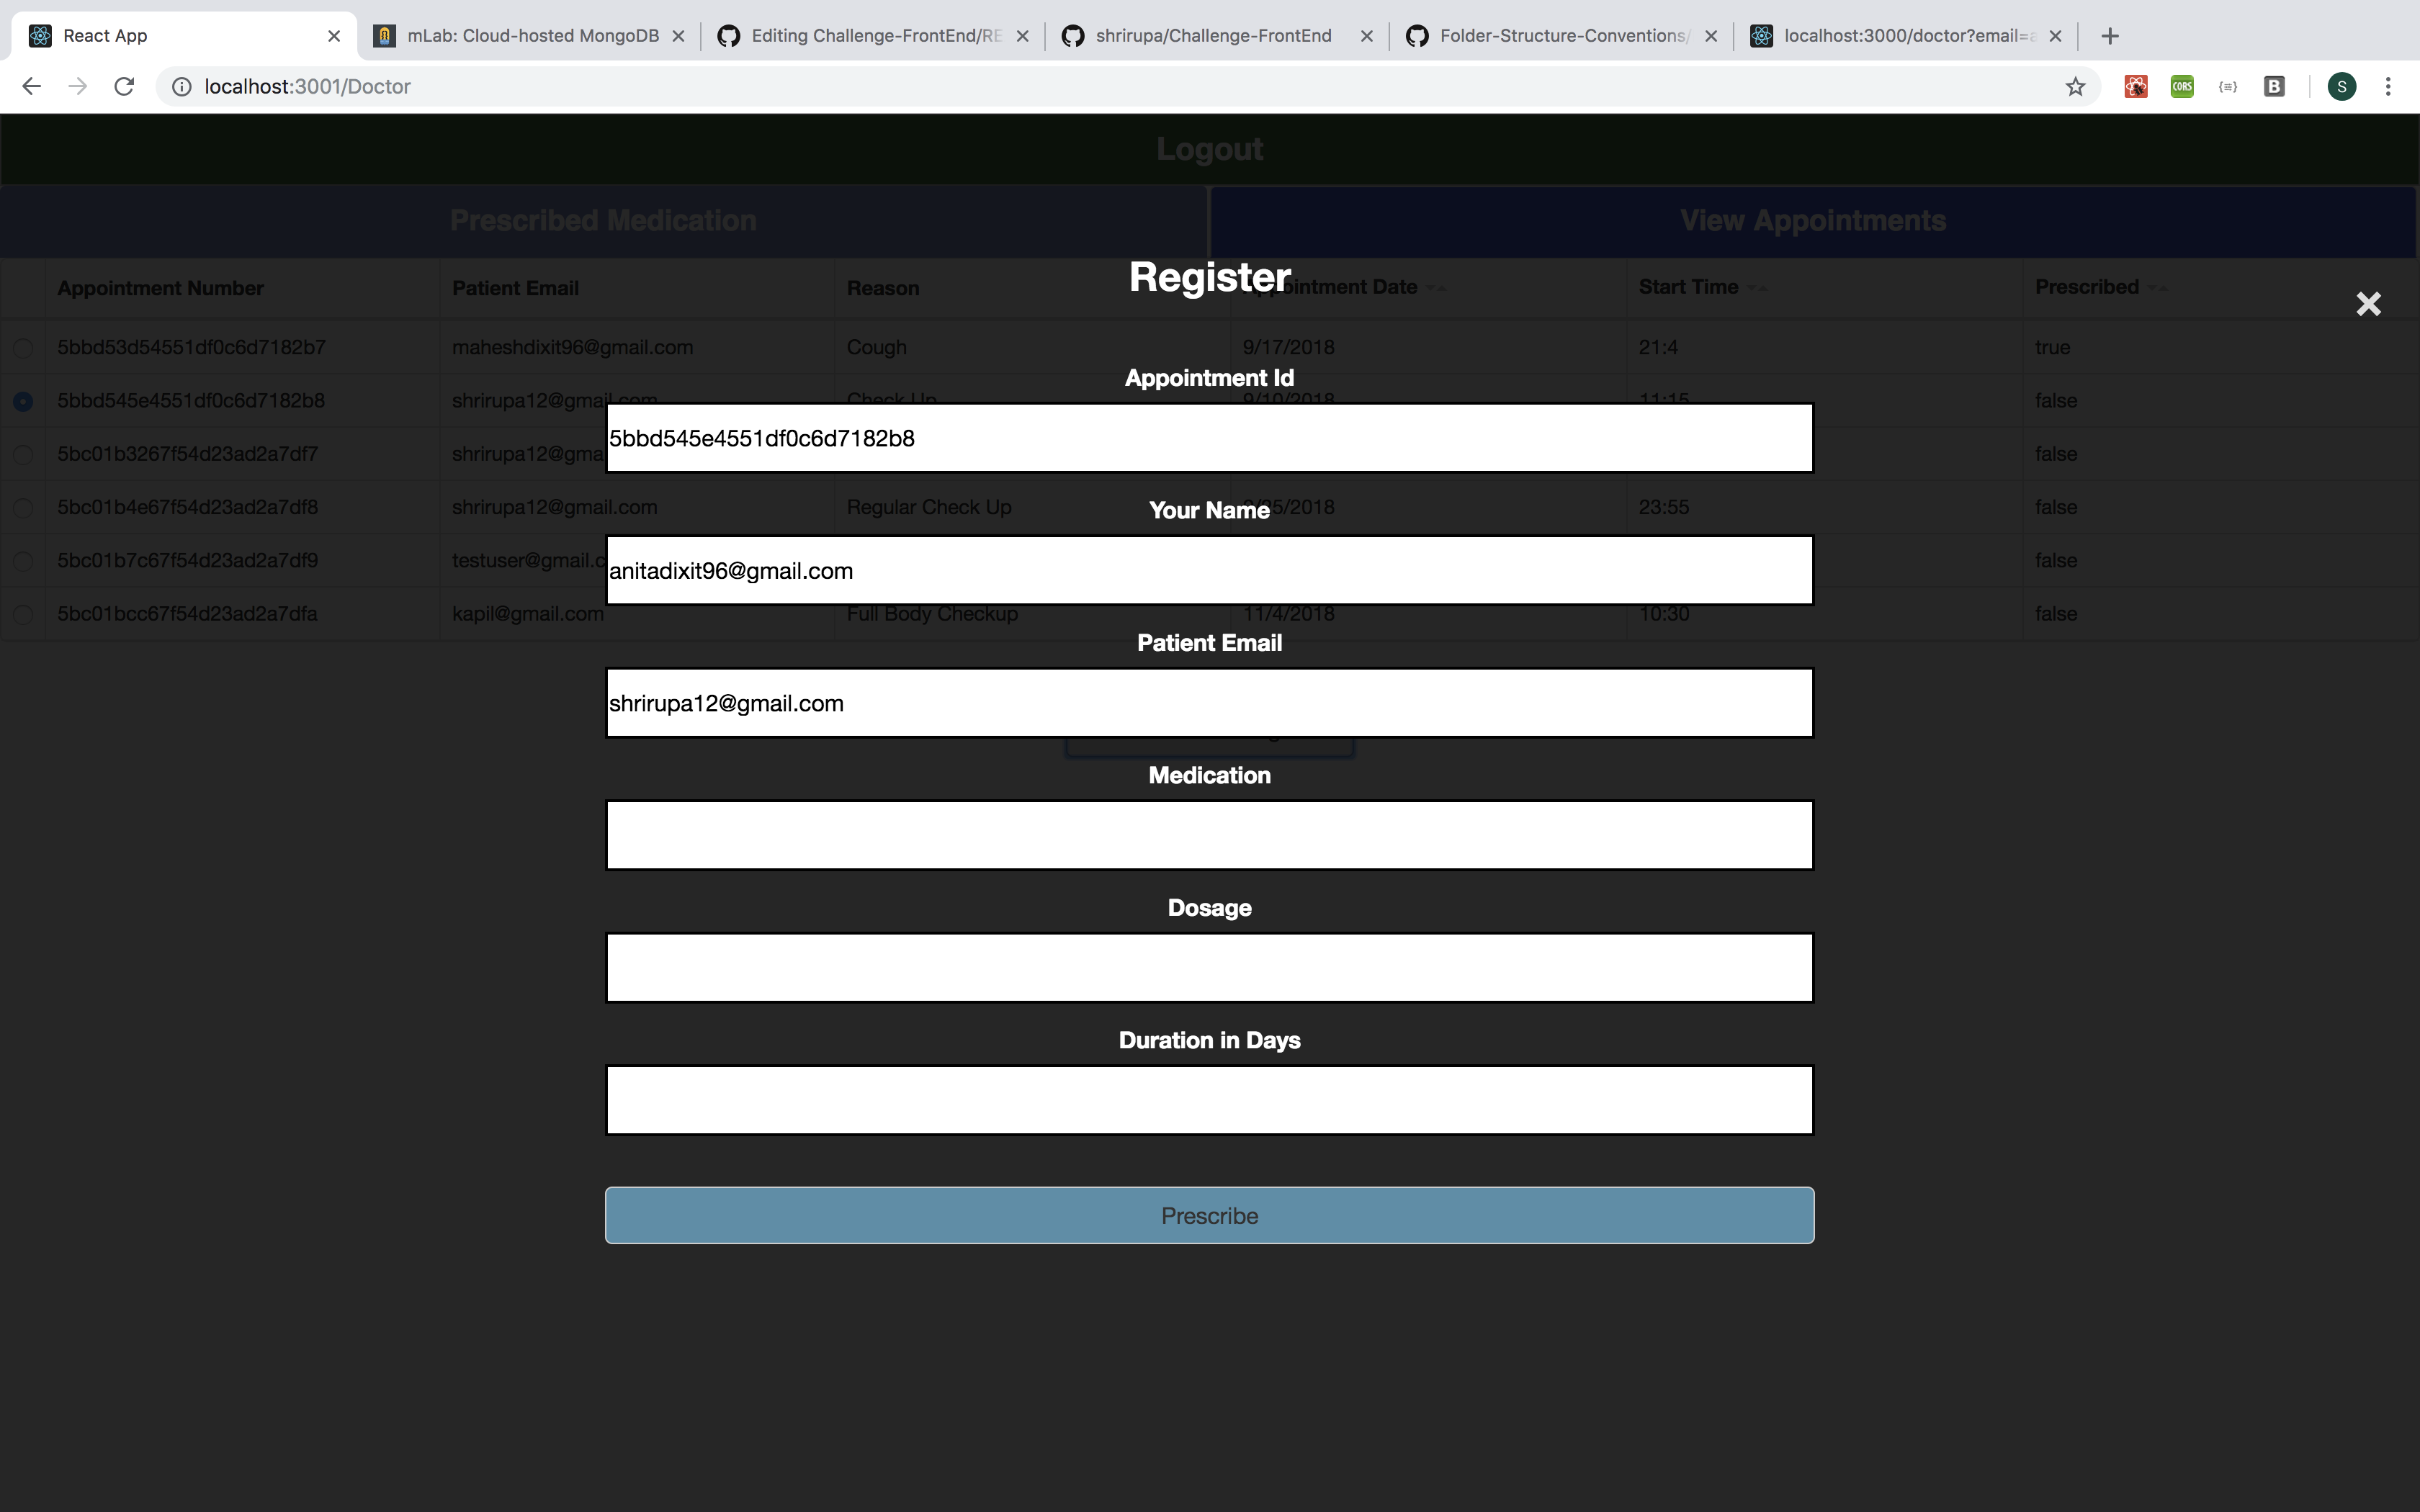 React App
mLab: Cloud-hosted MongoDB
Editing Challenge-FrontEnd/RE
shrirupa/Challenge-FrontEnd
Folder-Structure-Conventions/
localhost:3000/doctor?email=a
localhost:3001/Doctor
CORS
{≡}
B
S
Logout
Prescribed Medication
View Appointments
Register
Appointment Number
Patient Email
Reason
Appointment Date
Start Time
Prescribed
5bbd53d54551df0c6d7182b7
maheshdixit96@gmail.com
Cough
9/17/2018
21:4
true
Appointment Id
5bbd545e4551df0c6d7182b8
shrirupa12@gmail.com
Check Up
9/10/2018
11:15
false
5bbd545e4551df0c6d7182b8
5bc01b3267f54d23ad2a7df7
shrirupa12@gma
false
Your Name
5bc01b4e67f54d23ad2a7df8
shrirupa12@gmail.com
Regular Check Up
9/25/2018
23:55
false
anitadixit96@gmail.com
5bc01b7c67f54d23ad2a7df9
testuser@gmail.c
false
5bc01bcc67f54d23ad2a7dfa
kapil@gmail.com
Full Body Checkup
11/4/2018
10:30
false
Patient Email
shrirupa12@gmail.com
Medication
Dosage
Duration in Days
Prescribe